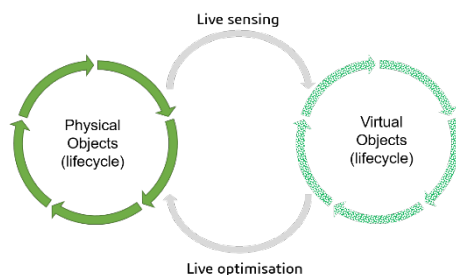 Live sensing
Physical
Objects
(lifecycle)
Virtual
Objects
(lifecycle)
Live optimisation